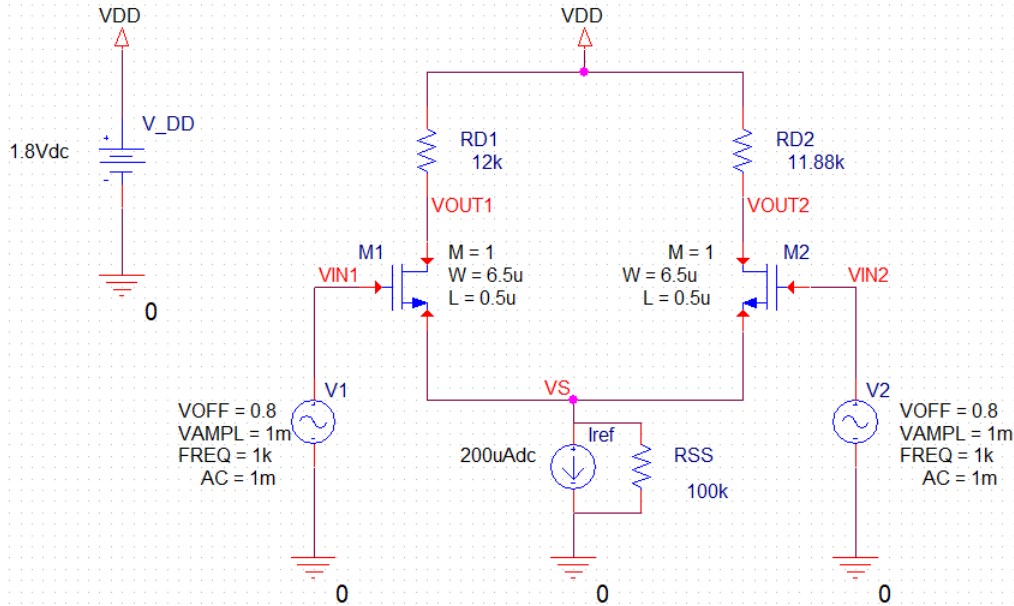 VDD
VDD
V_DD
1.8Vdc
+
-
0
RD1
12k
RD2
11.88k
VOUT1
VOUT2
M1
M = 1
W = 6.5u
L = 0.5u
M = 1
W = 6.5u
L = 0.5u
M2
VIN1
VIN2
VS
V1
VOFF = 0.8
VAMPL = 1m
FREQ = 1k
AC = 1m
+
-
Iref
200uAdc
RSS
100k
V2
VOFF = 0.8
VAMPL = 1m
FREQ = 1k
AC = 1m
+
-
0
0
0